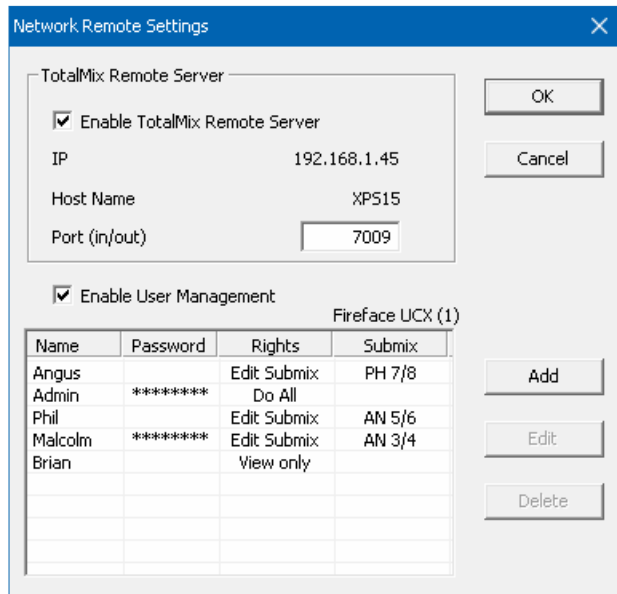 Network Remote Settings
TotalMix Remote Server
OK
Enable TotalMix Remote Server
IP 192.168.1.45
Cancel
Host Name XPS15
Port (in/out) 7009
Enable User Management
Fireface UCX (1)
Name Password Rights Submix
Angus Edit Submix PH 7/8
Add
Admin ******** Do All
Phil Edit Submix AN 5/6
Malcolm ******** Edit Submix AN 3/4
Edit
Brian View only
Delete